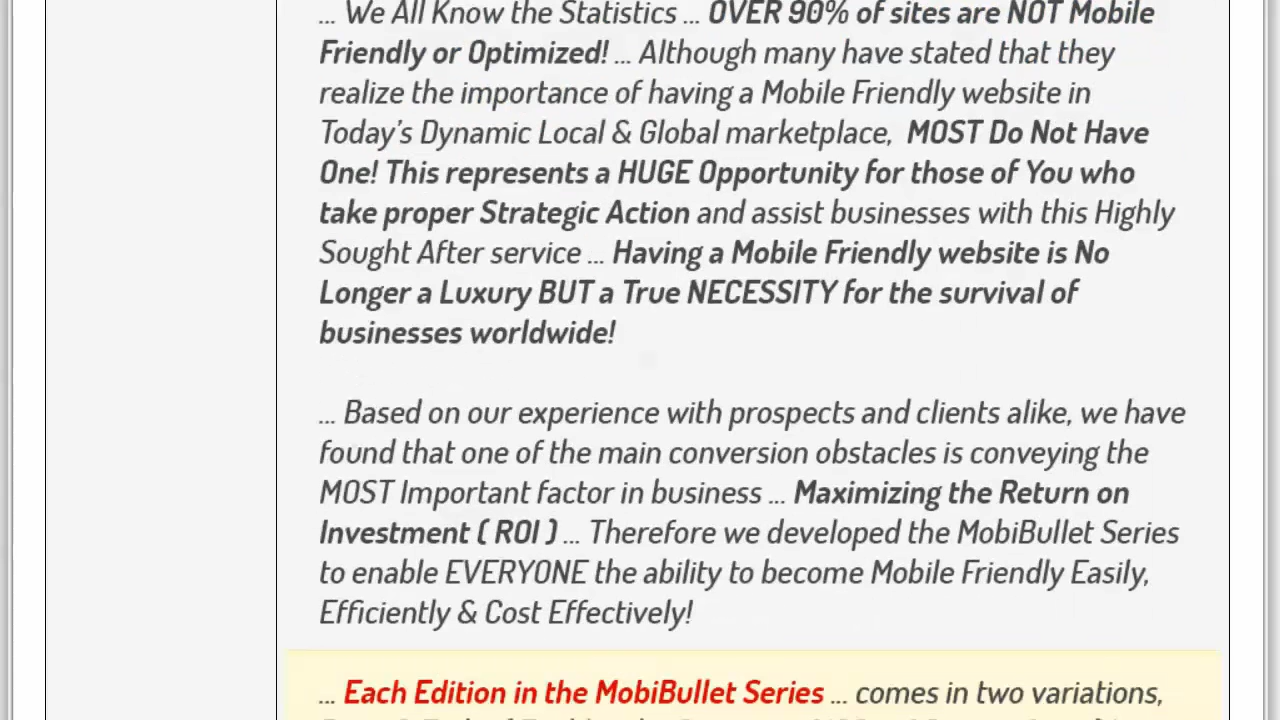 ... We All Know the Statistics ... OVER 90% of sites are NOT Mobile
Friendly or Optimized! ... Although many have stated that they
realize the importance of having a Mobile Friendly website in
Today's Dynamic Local & Global marketplace, MOST Do Not Have
One! This represents a HUGE Opportunity for those of You who
take proper Strategic Action and assist businesses with this Highly
Sought After service ... Having a Mobile Friendly website is No
Longer a Luxury BUT a True NECESSITY for the survival of
businesses worldwide!
... Based on our experience with prospects and clients alike, we have
found that one of the main conversion obstacles is conveying the
MOST Important factor in business ... Maximizing the Return on
Investment ( ROI ) ... Therefore we developed the MobiBullet Series
to enable EVERYONE the ability to become Mobile Friendly Easily,
Efficiently & Cost Effectively!
... Each Edition in the MobiBullet Series ... comes in two variations,